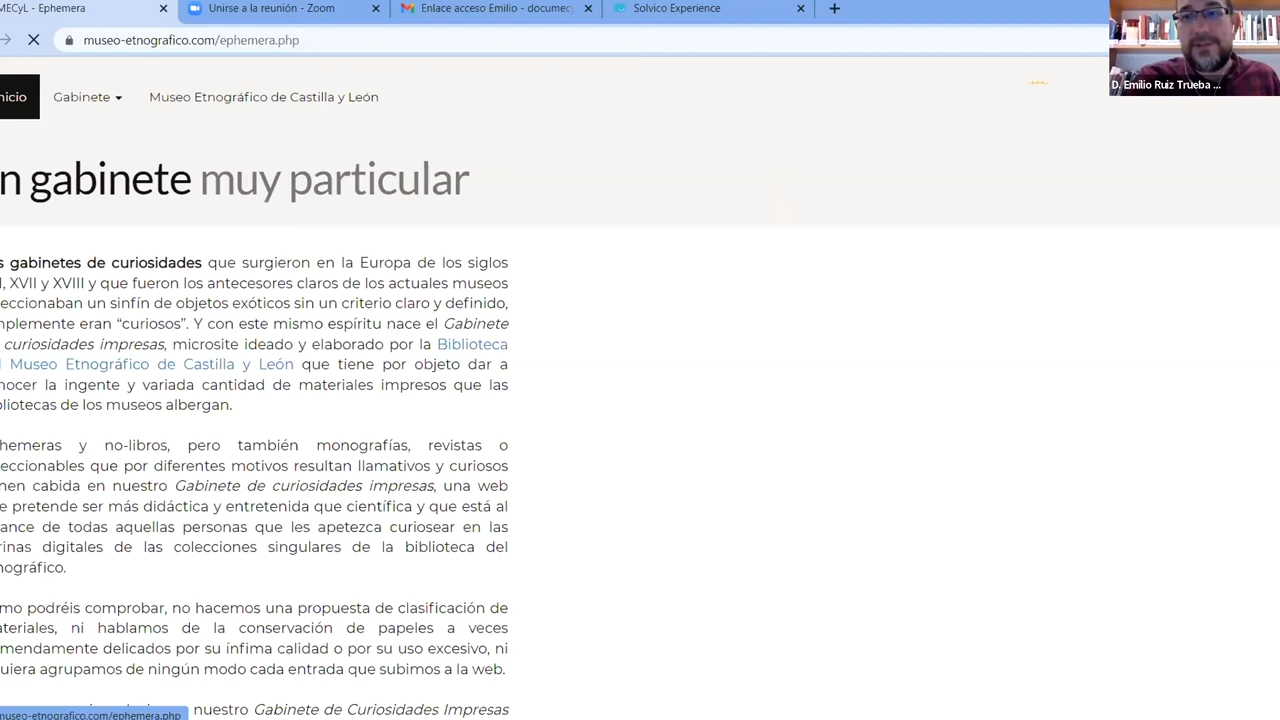 MECyL - Ephemera
Unirse a la reunión - Zoom
Enlace acceso Emilio - documec
Solvico Experience
museo-etnografico.com/ephemera.php
D. Emilio Ruiz Trueba ...
nicio
Gabinete
Museo Etnográfico de Castilla y León
n gabinete muy particular
s gabinetes de curiosidades que surgieron en la Europa de los siglos
I, XVII y XVIII y que fueron los antecesores claros de los actuales museos
eccionaban un sinfín de objetos exóticos sin un criterio claro y definido,
nplemente eran “curiosos”. Y con este mismo espíritu nace el Gabinete
curiosidades impresas, microsite ideado y elaborado por la Biblioteca
l Museo Etnográfico de Castilla y León que tiene por objeto dar a
nocer la ingente y variada cantidad de materiales impresos que las
bliotecas de los museos albergan.
hemeras y no-libros, pero también monografías, revistas o
eccionables que por diferentes motivos resultan llamativos y curiosos
nen cabida en nuestro Gabinete de curiosidades impresas, una web
e pretende ser más didáctica y entretenida que científica y que está al
ance de todas aquellas personas que les apetezca curiosear en las
rinas digitales de las colecciones singulares de la biblioteca del
nográfico.
mo podréis comprobar, no hacemos una propuesta de clasificación de
ateriales, ni hablamos de la conservación de papeles a veces
mendamente delicados por su ínfima calidad o por su uso excesivo, ni
uiera agrupamos de ningún modo cada entrada que subimos a la web.
nuestro Gabinete de Curiosidades Impresas
museo-etnografico.com/ephemera.php